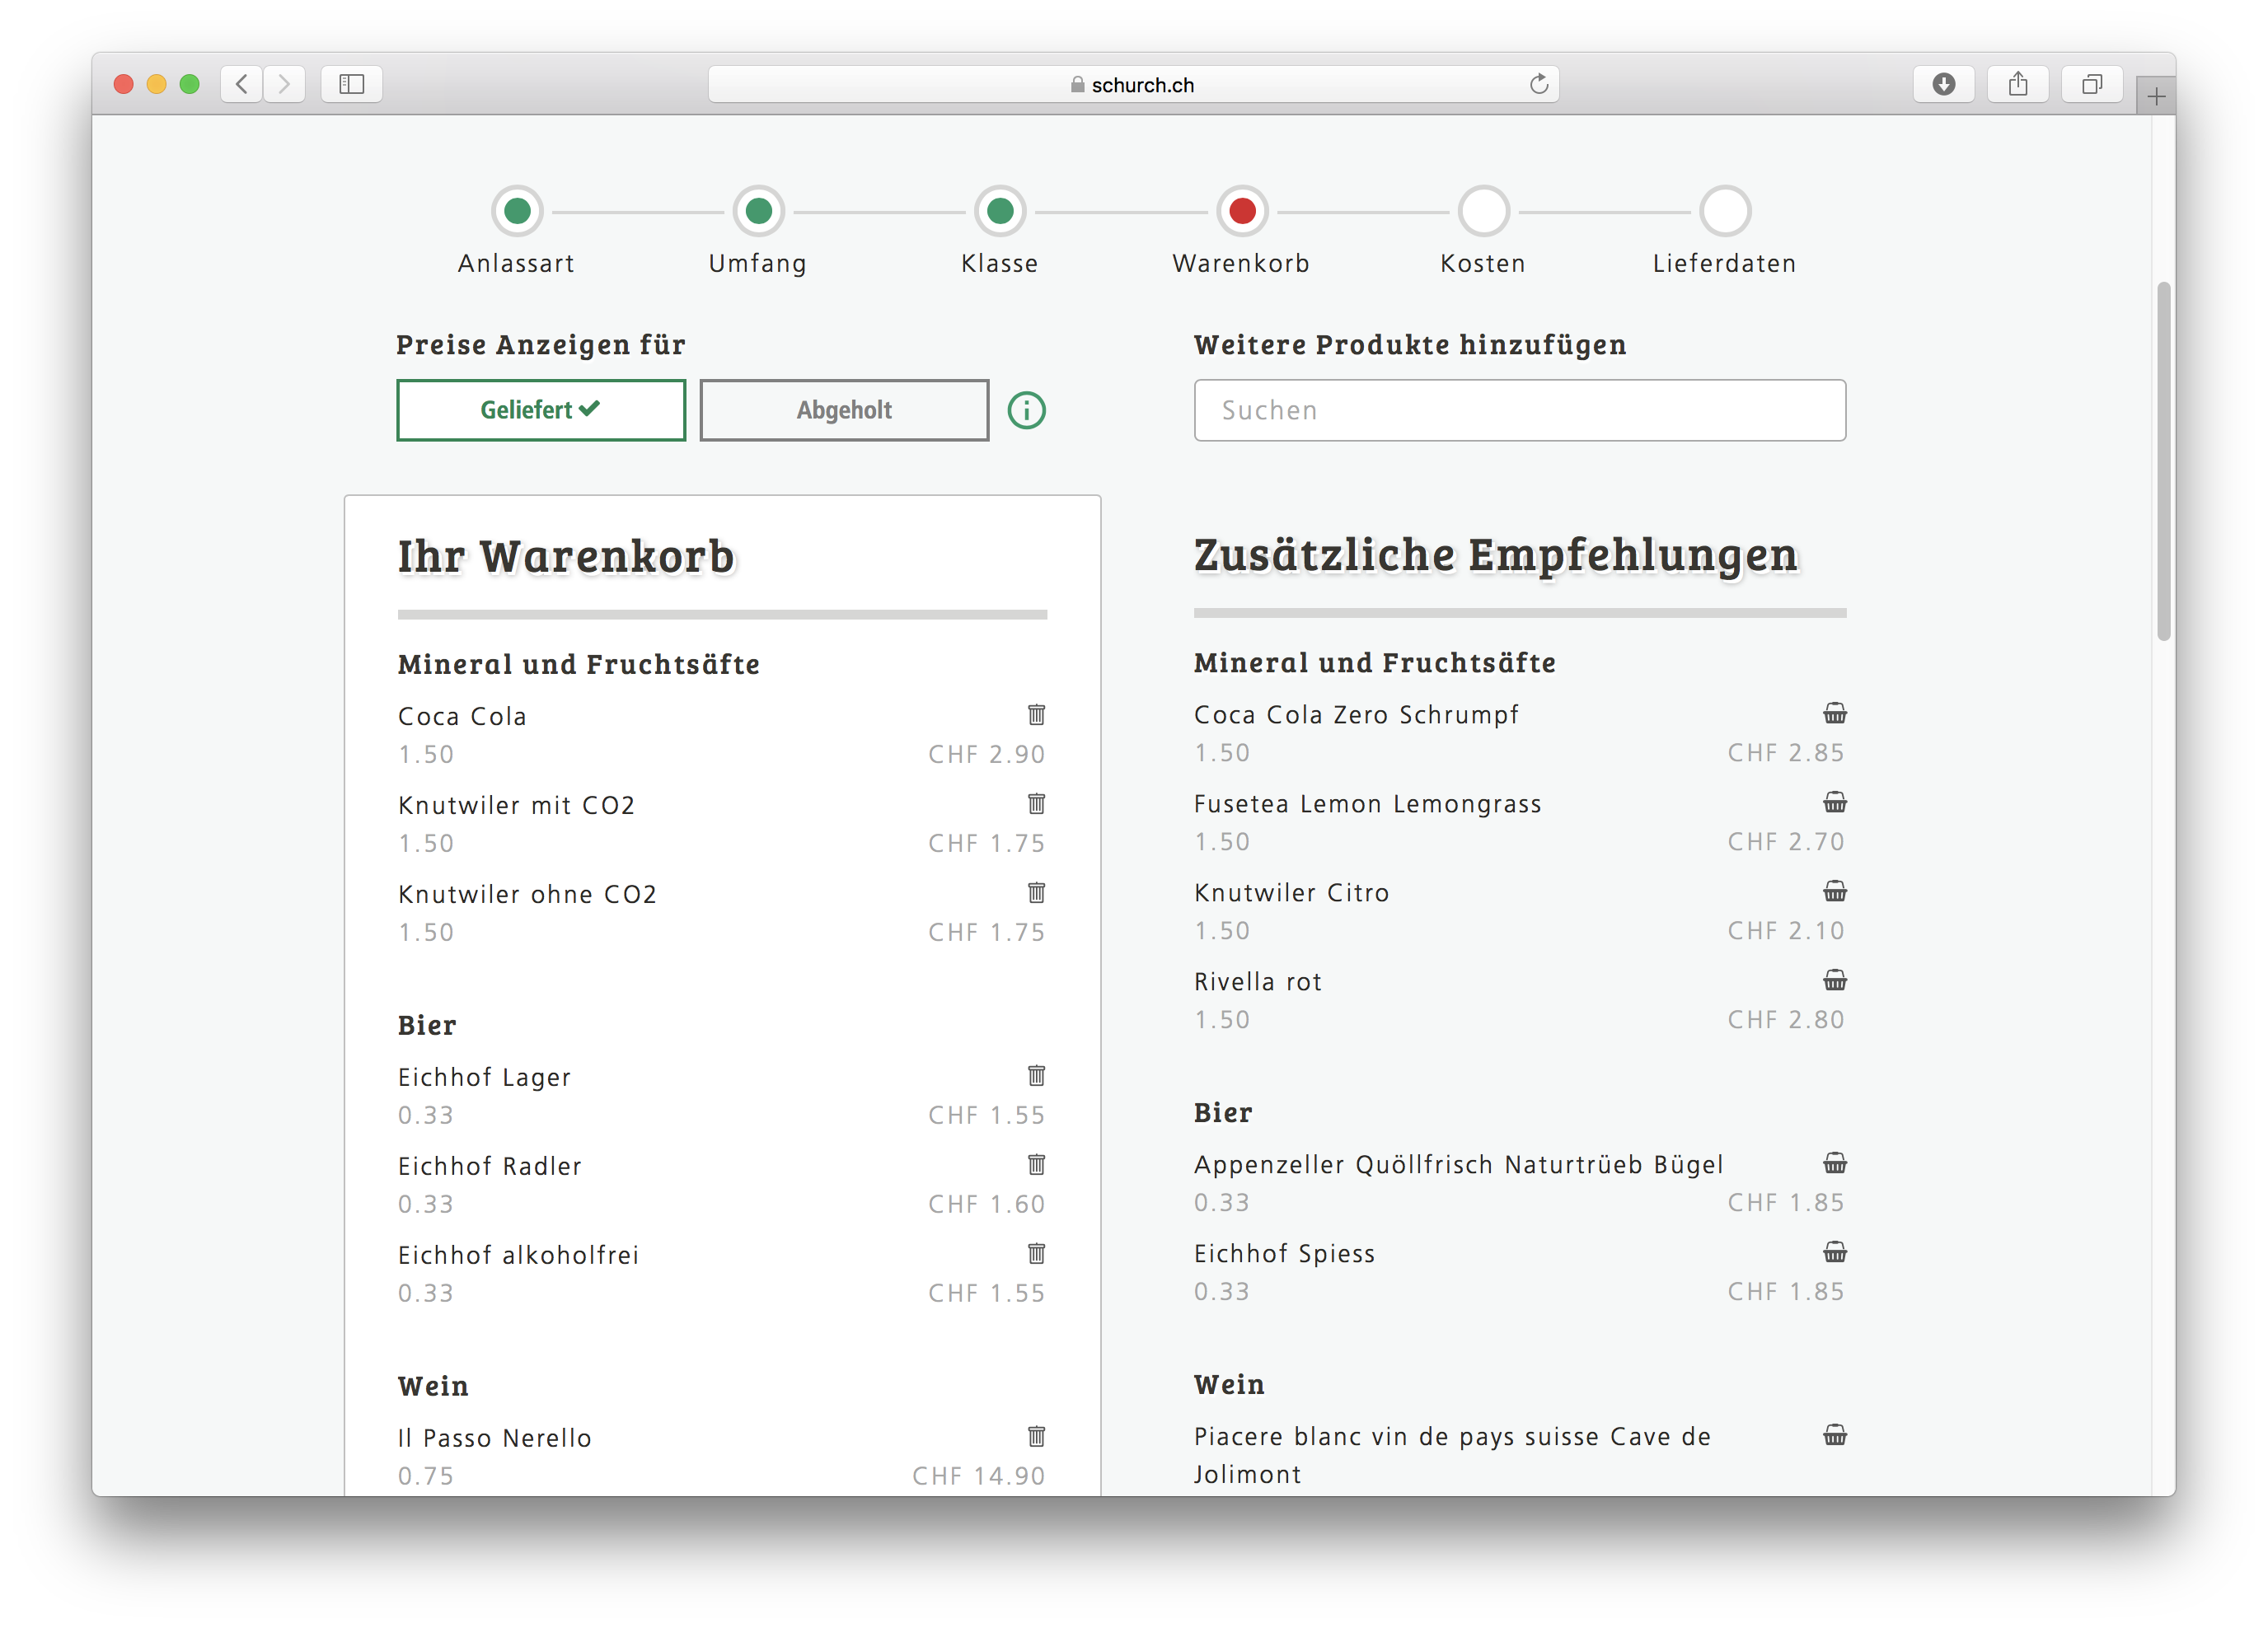 schurch.ch
Anlassart
Umfang
Klasse
Warenkorb
Kosten
Lieferdaten
Preise Anzeigen für
Geliefert
Abgeholt
Weitere Produkte hinzufügen
Suchen
Ihr Warenkorb
Mineral und Fruchtsäfte
Coca Cola
1.50 CHF 2.90
Knutwiler mit CO2
1.50 CHF 1.75
Knutwiler ohne CO2
1.50 CHF 1.75
Bier
Eichhof Lager
0.33 CHF 1.55
Eichhof Radler
0.33 CHF 1.60
Eichhof alkoholfrei
0.33 CHF 1.55
Wein
Il Passo Nerello
0.75 CHF 14.90
Zusätzliche Empfehlungen
Mineral und Fruchtsäfte
Coca Cola Zero Schrumpf
1.50 CHF 2.85
Fusetea Lemon Lemongrass
1.50 CHF 2.70
Knutwiler Citro
1.50 CHF 2.10
Rivella rot
1.50 CHF 2.80
Bier
Appenzeller Quöllfrisch Naturtrüeb Bügel
0.33 CHF 1.85
Eichhof Spiess
0.33 CHF 1.85
Wein
Piacere blanc vin de pays suisse Cave de
Jolimont